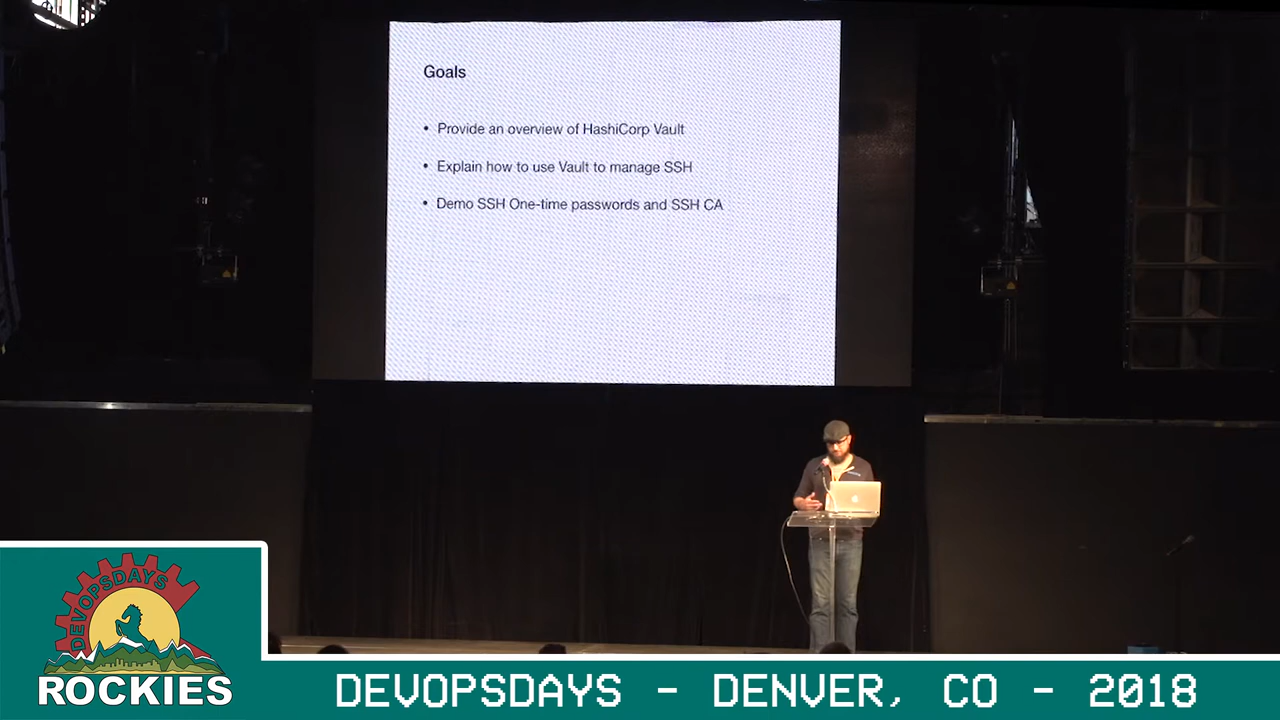 Goals
• Provide an overview of HashiCorp Vault
• Explain how to use Vault to manage SSH
• Demo SSH One-time passwords and SSH CA
DEVOPSDAYS
ROCKIES
DEVOPSDAYS - DENVER, CO - 2018